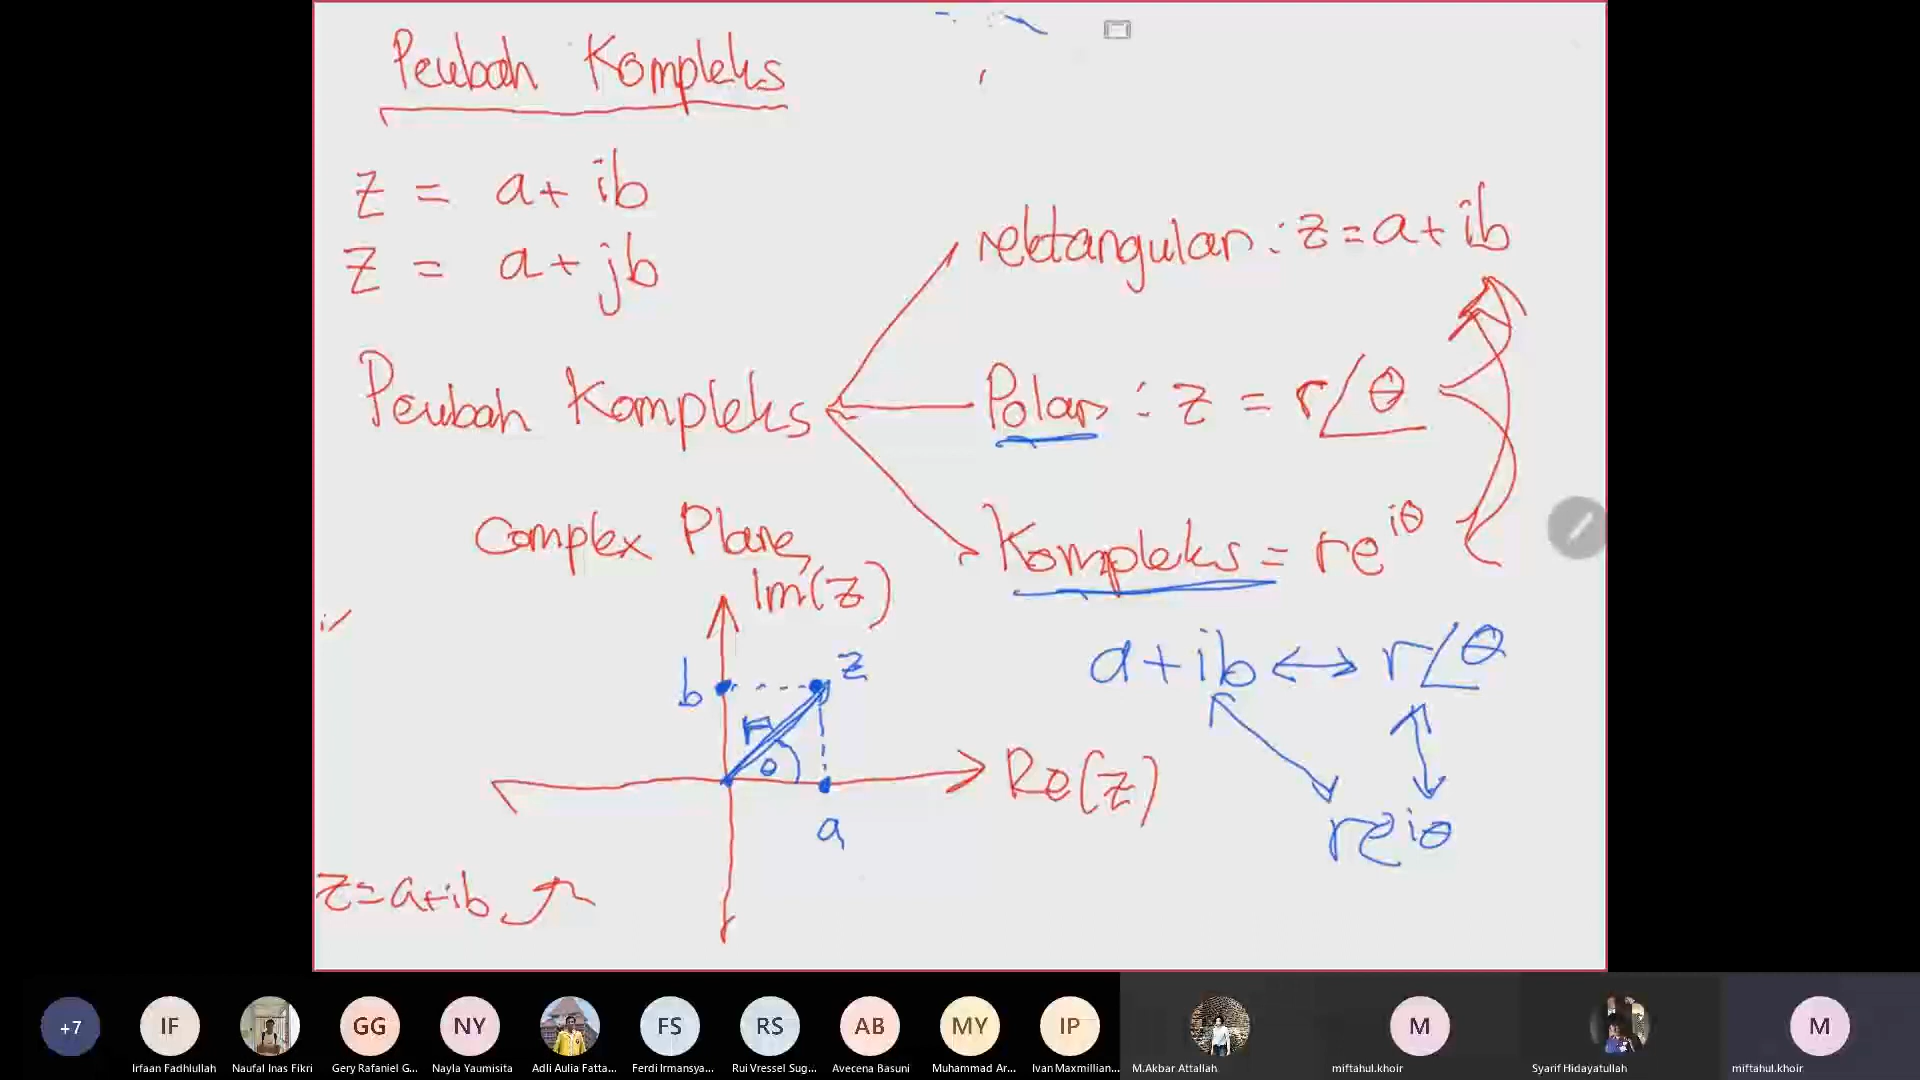 Peubah Kompleks
z = a + ib
z = a + jb
Peubah Kompleks
rektangular : z = a + ib
Polar : z = r∠θ
Kompleks = re^iθ
Complex Plane
Im(z)
b
z
r
θ
a
Re(z)
z = a+ib
a + ib ↔ r∠θ
re^iθ
+7
IF
GG
NY
FS
RS
AB
MY
IP
M
M
Irfaan Fadhlullah
Naufal Inas Fikri
Gery Rafaniel G...
Nayla Yaumisita
Adli Aulia Fatta...
Ferdi Irmansya...
Rui Vressel Sug...
Avecena Basuni
Muhammad Ar...
Ivan Maxmillian...
M.Akbar Attallah
miftahul.khoir
Syarif Hidayatullah
miftahul.khoir